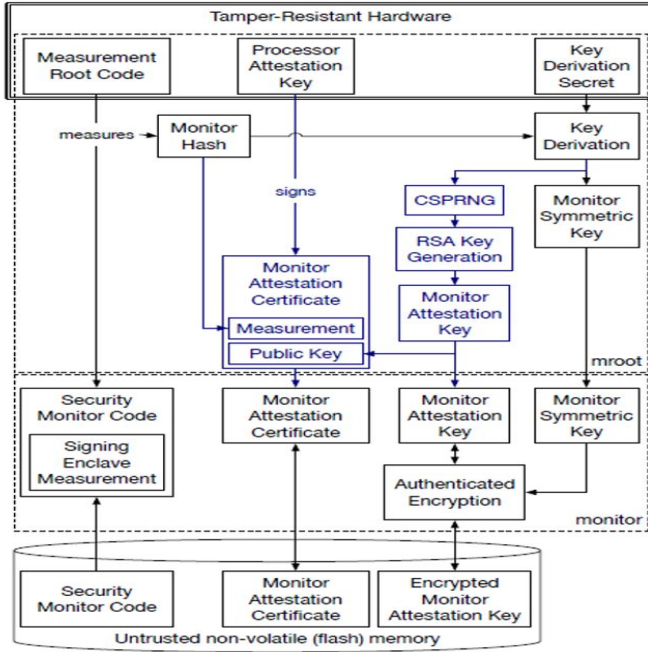 Tamper-Resistant Hardware
Measurement
Root Code
Processor
Attestation
Key
Key
Derivation
Secret
measures
Monitor
Hash
Key
Derivation
signs
CSPRNG
Monitor
Symmetric
Key
RSA Key
Generation
Monitor
Attestation
Certificate
Monitor
Attestation
Key
Measurement
Public Key
mroot
Security
Monitor Code
Signing
Enclave
Measurement
Monitor
Attestation
Certificate
Monitor
Attestation
Key
Monitor
Symmetric
Key
Authenticated
Encryption
monitor
Security
Monitor Code
Monitor
Attestation
Certificate
Encrypted
Monitor
Attestation Key
Untrusted non-volatile (flash) memory